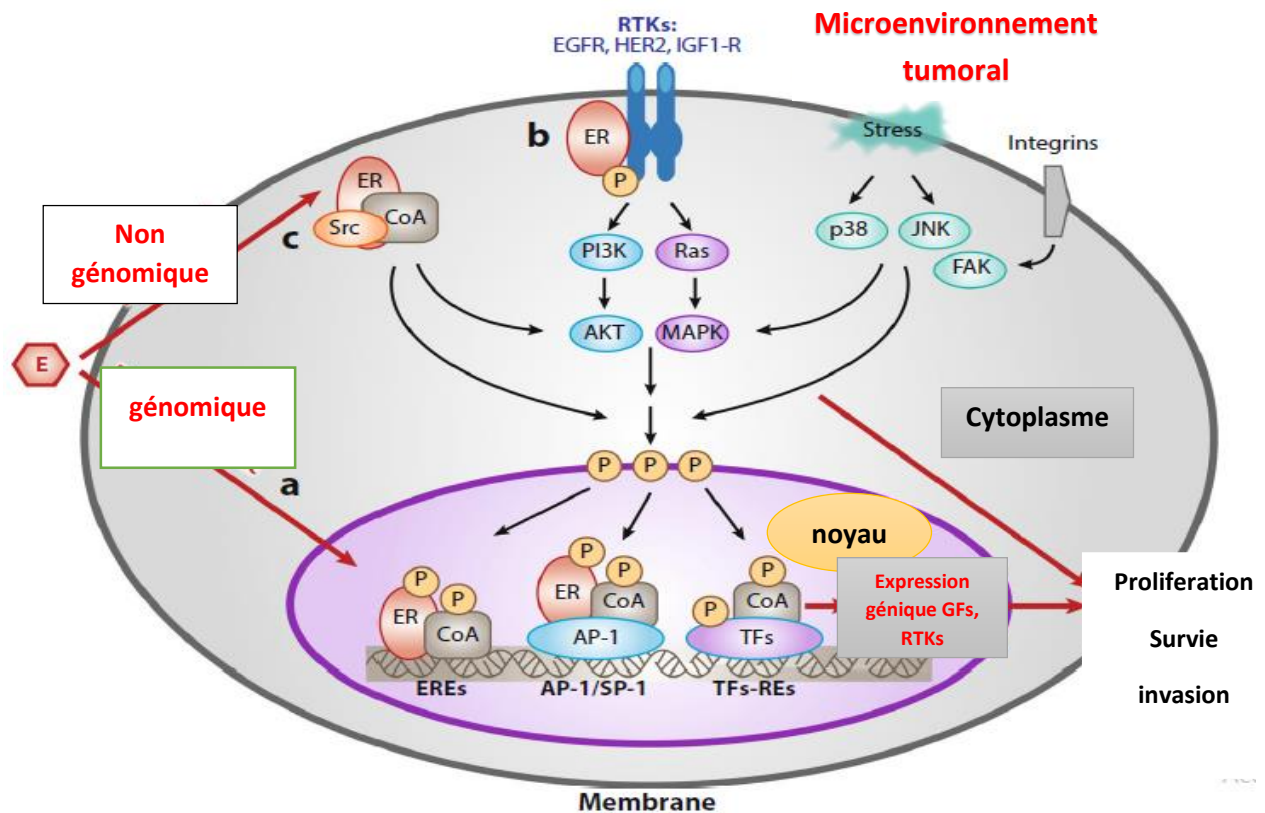 RTKs:
EGFR, HER2, IGF1-R
Microenvironnement
tumoral
Stress
Integrins
b
ER
P
ER
Src
CoA
c
Non
génomique
p38
JNK
FAK
PI3K
Ras
AKT
MAPK
E
génomique
a
Cytoplasme
P
P
P
noyau
P
P
ER
CoA
P
P
ER
CoA
AP-1
P
P
CoA
TFs
Expression
génique GFs,
RTKs
Proliferation
Survie
invasion
EREs
AP-1/SP-1
TFs-REs
Membrane